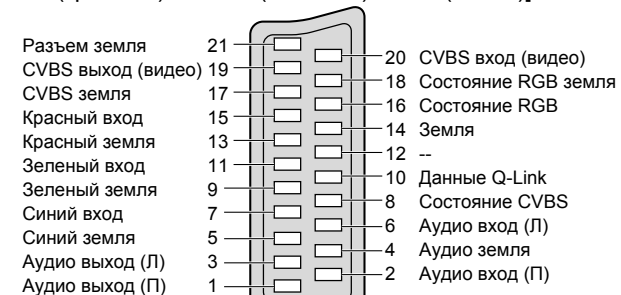 Разъем земля 21
CVBS выход (видео) 19
CVBS земля 17
Красный вход 15
Красный земля 13
Зеленый вход 11
Зеленый земля 9
Синий вход 7
Синий земля 5
Аудио выход (Л) 3
Аудио выход (П) 1
20 CVBS вход (видео)
18 Состояние RGB земля
16 Состояние RGB
14 Земля
12 --
10 Данные Q-Link
8 Состояние CVBS
6 Аудио вход (Л)
4 Аудио земля
2 Аудио вход (П)